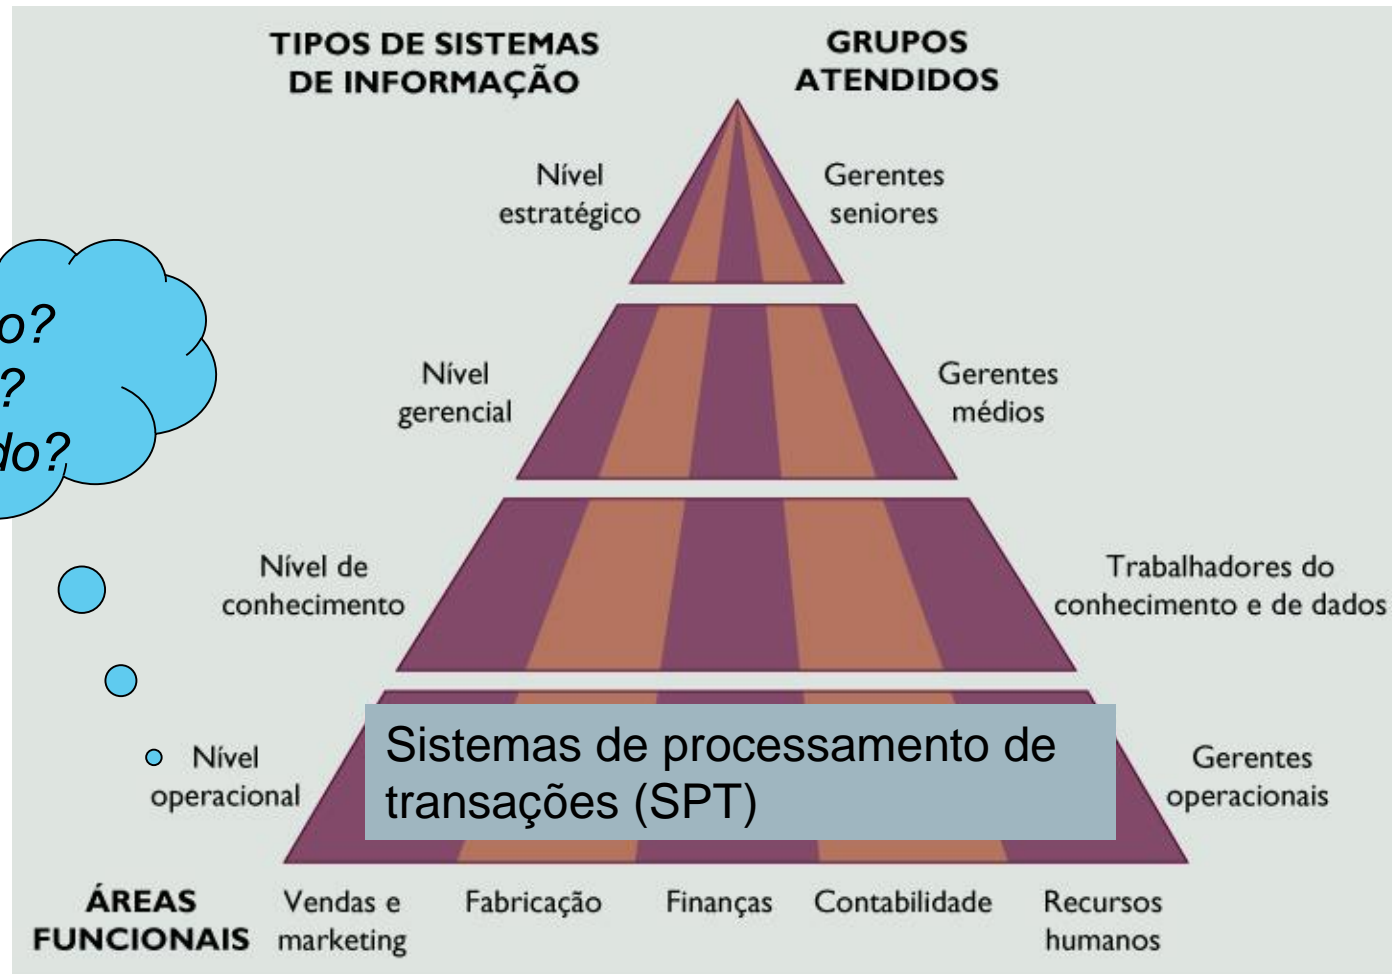 TIPOS DE SISTEMAS
DE INFORMAÇÃO
GRUPOS
ATENDIDOS
Nível
estratégico
Gerentes
seniores
Nível
gerencial
Gerentes
médios
Nível de
conhecimento
Trabalhadores do
conhecimento e de dados
Nível
operacional
Sistemas de processamento de
transações (SPT)
Gerentes
operacionais
ÁREAS
FUNCIONAIS
Vendas e
marketing
Fabricação
Finanças
Contabilidade
Recursos
humanos